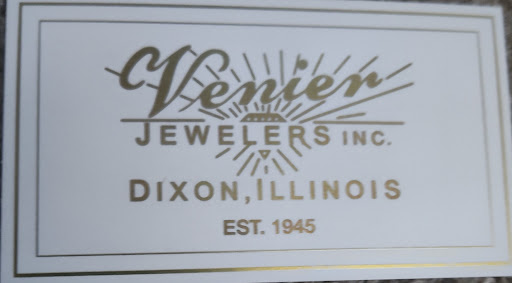 Venier
JEWELERS INC.
DIXON, ILLINOIS
EST. 1945